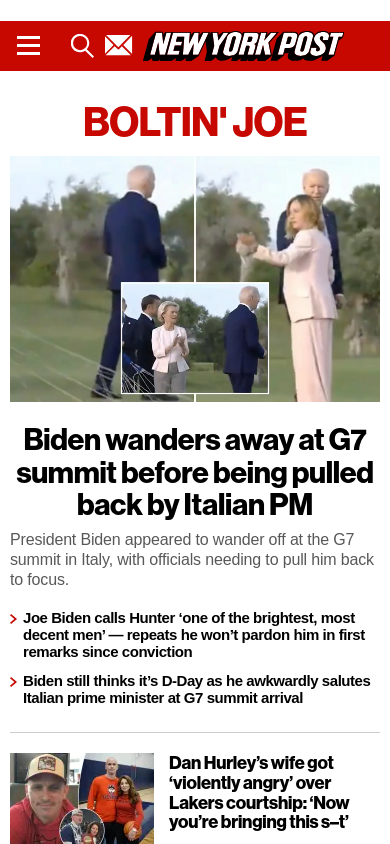 NEW YORK POST
BOLTIN' JOE
Biden wanders away at G7
summit before being pulled
back by Italian PM
President Biden appeared to wander off at the G7
summit in Italy, with officials needing to pull him back
to focus.
Joe Biden calls Hunter ‘one of the brightest, most
decent men’ — repeats he won’t pardon him in first
remarks since conviction
Biden still thinks it’s D-Day as he awkwardly salutes
Italian prime minister at G7 summit arrival
Dan Hurley’s wife got
‘violently angry’ over
Lakers courtship: ‘Now
you’re bringing this s–t’